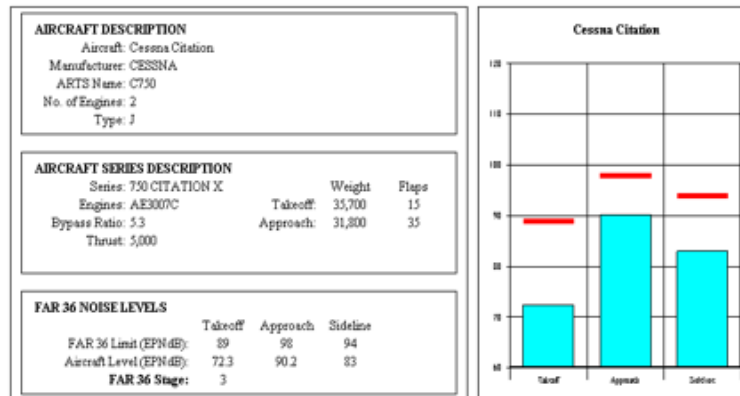 AIRCRAFT DESCRIPTION
Aircraft: Cessna Citation
Manufacturer: CESSNA
ARTS Name: C750
No. of Engines: 2
Type: J
AIRCRAFT SERIES DESCRIPTION
Series: 750 CITATION X Weight Flaps
Engines: AE3007C Takeoff: 35,700 15
Bypass Ratio: 5.3 Approach: 31,800 35
Thrust: 5,000
FAR 36 NOISE LEVELS
Takeoff Approach Sideline
FAR 36 Limit (EPNdB): 89 98 94
Aircraft Level (EPNdB): 72.3 90.2 83
FAR 36 Stage: 3
Cessna Citation
120
110
100
90
80
70
60
Takeoff Approach Sideline